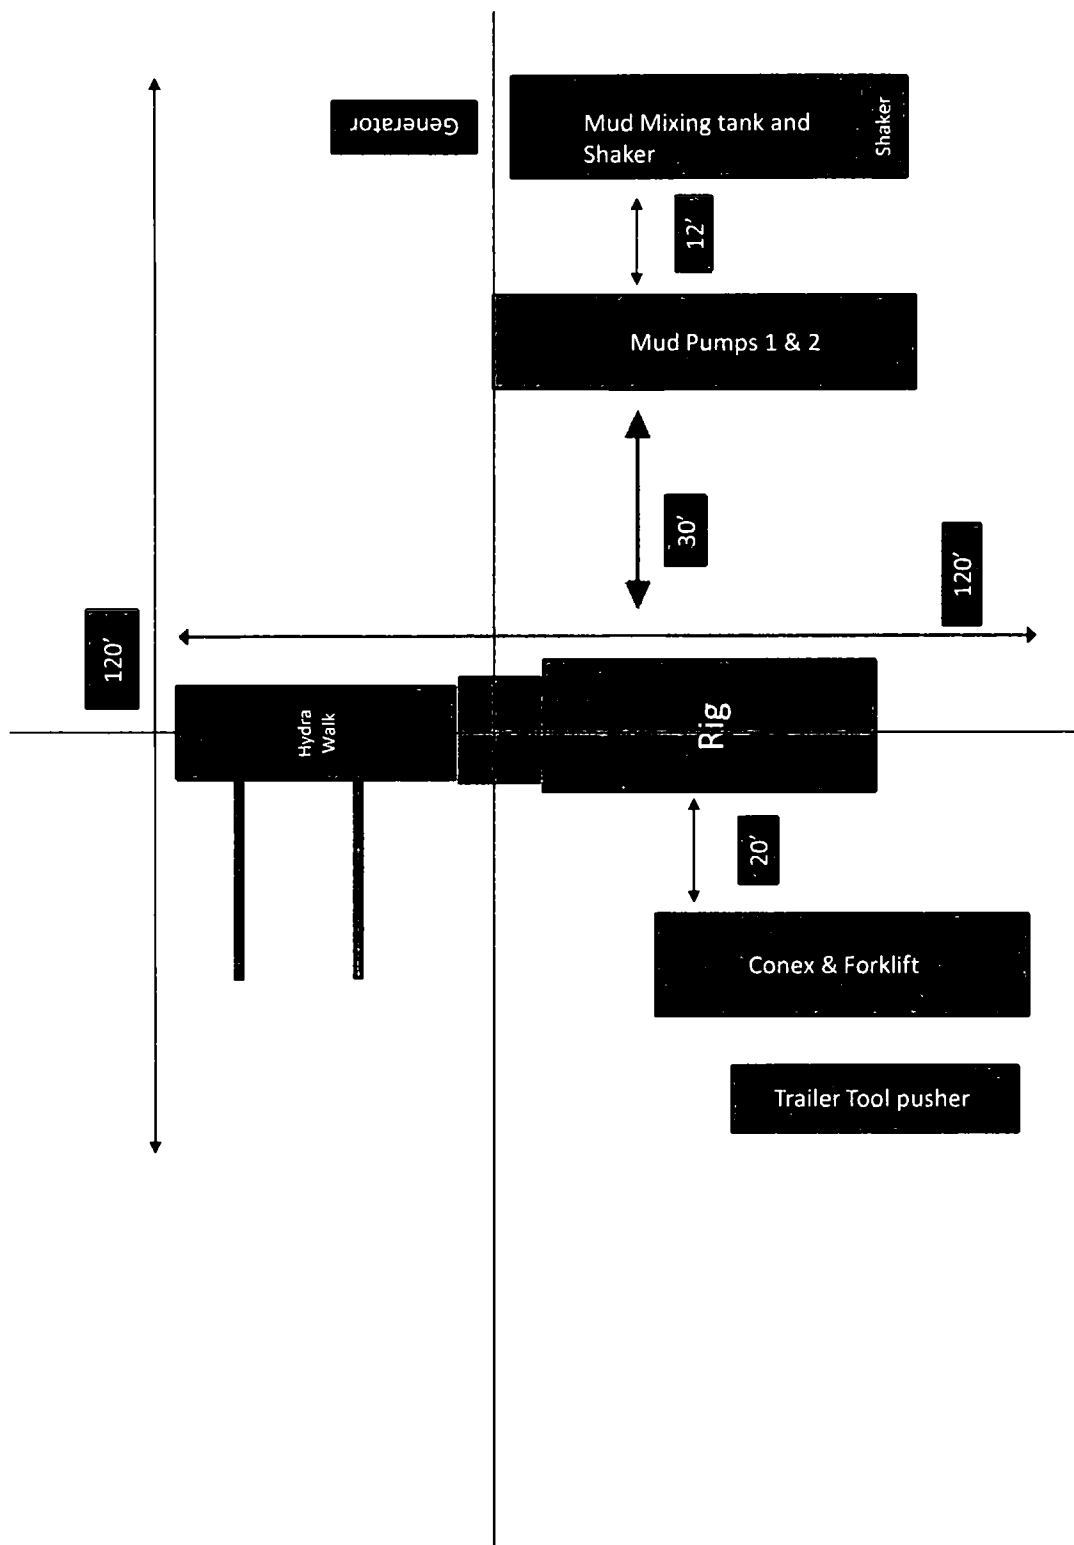 Generator
Mud Mixing tank and
Shaker
Shaker
12'
Mud Pumps 1 & 2
30'
120'
120'
Hydra
Walk
Rig
20'
Conex & Forklift
Trailer Tool pusher